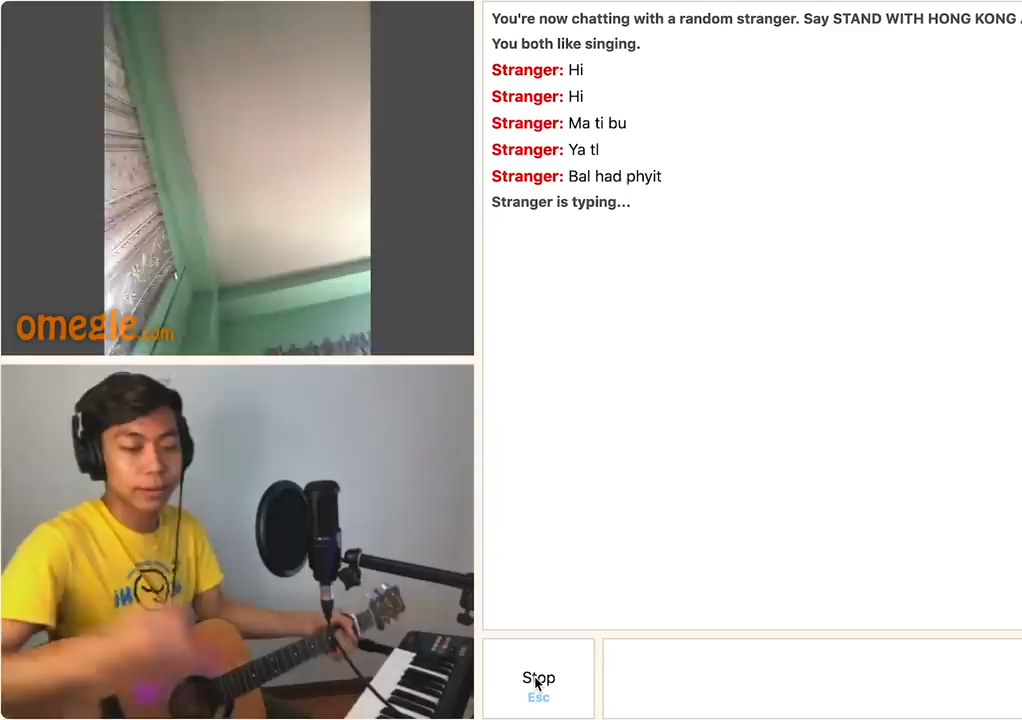 You're now chatting with a random stranger. Say STAND WITH HONG KONG
You both like singing.
Stranger: Hi
Stranger: Hi
Stranger: Ma ti bu
Stranger: Ya tl
Stranger: Bal had phyit
Stranger is typing...
omegle.com
Stop
Esc